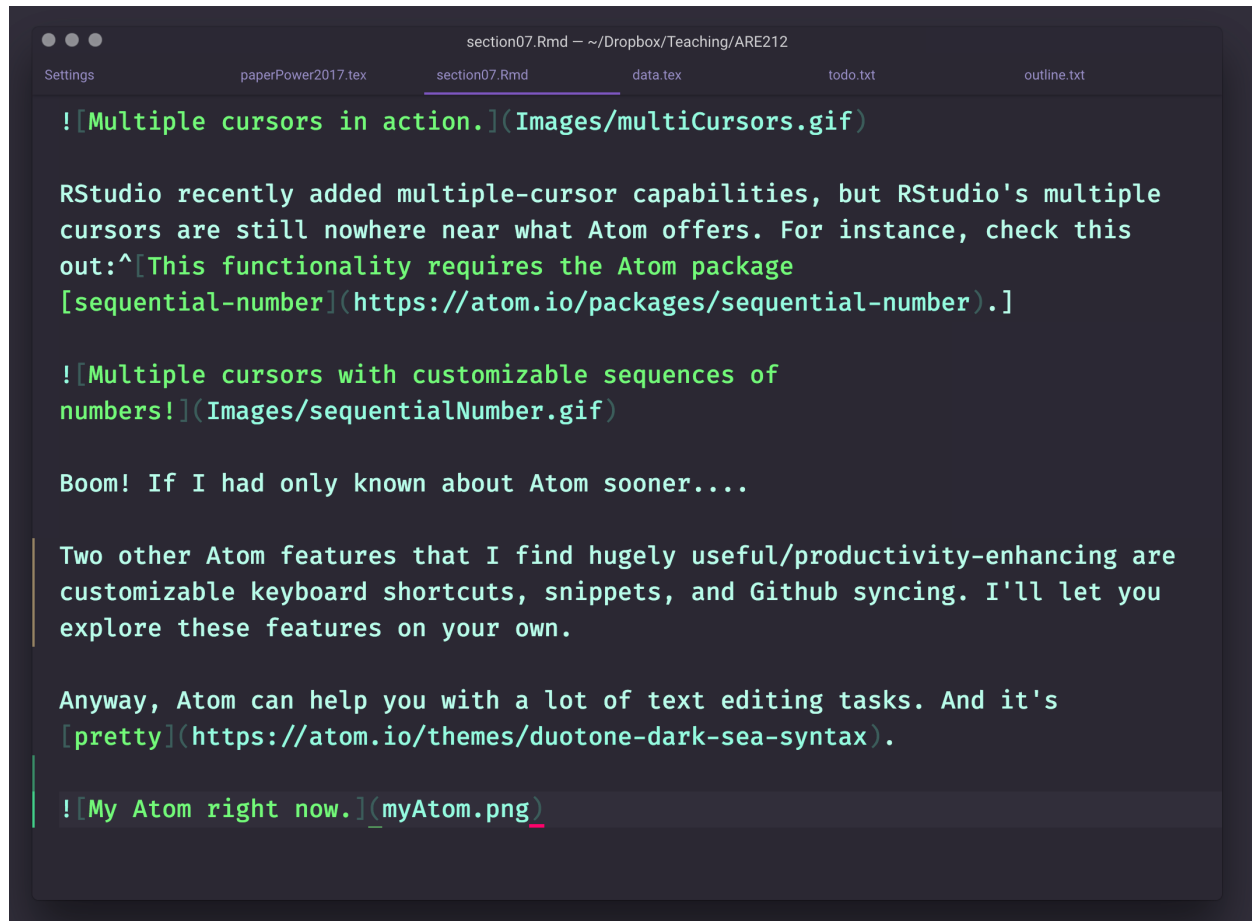 section07.Rmd — ~/Dropbox/Teaching/ARE212
Settings paperPower2017.tex section07.Rmd data.tex todo.txt outline.txt
![Multiple cursors in action.](Images/multiCursors.gif)
RStudio recently added multiple-cursor capabilities, but RStudio's multiple
cursors are still nowhere near what Atom offers. For instance, check this
out:^[This functionality requires the Atom package
[sequential-number](https://atom.io/packages/sequential-number).]
![Multiple cursors with customizable sequences of
numbers!](Images/sequentialNumber.gif)
Boom! If I had only known about Atom sooner....
Two other Atom features that I find hugely useful/productivity-enhancing are
customizable keyboard shortcuts, snippets, and Github syncing. I'll let you
explore these features on your own.
Anyway, Atom can help you with a lot of text editing tasks. And it's
[pretty](https://atom.io/themes/duotone-dark-sea-syntax).
![My Atom right now.](myAtom.png)